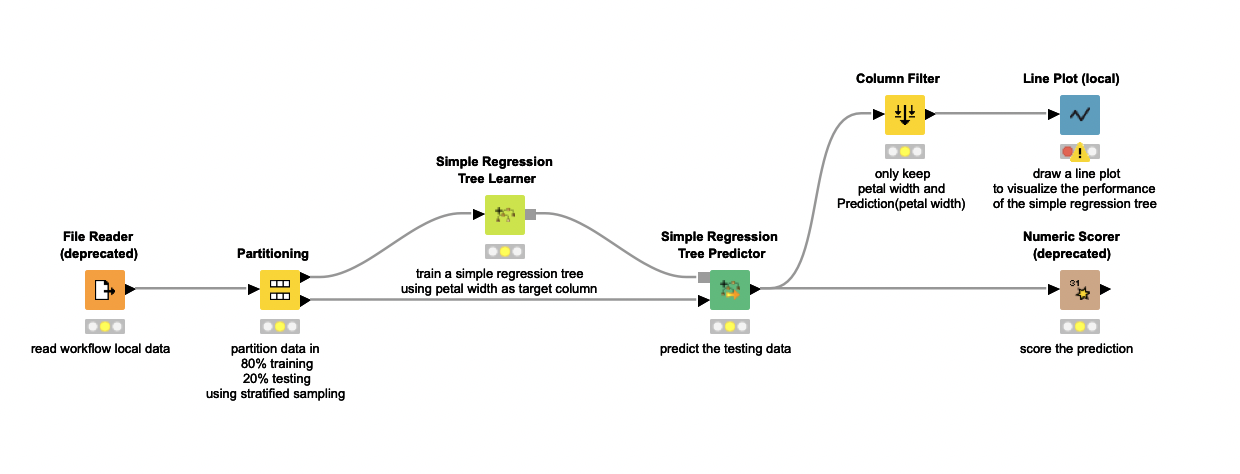 Column Filter
Line Plot (local)
only keep
petal width and
Prediction(petal width)
draw a line plot
to visualize the performance
of the simple regression tree
Simple Regression
Tree Learner
train a simple regression tree
using petal width as target column
File Reader
(deprecated)
read workflow local data
Partitioning
partition data in
80% training
20% testing
using stratified sampling
Simple Regression
Tree Predictor
predict the testing data
Numeric Scorer
(deprecated)
31
score the prediction